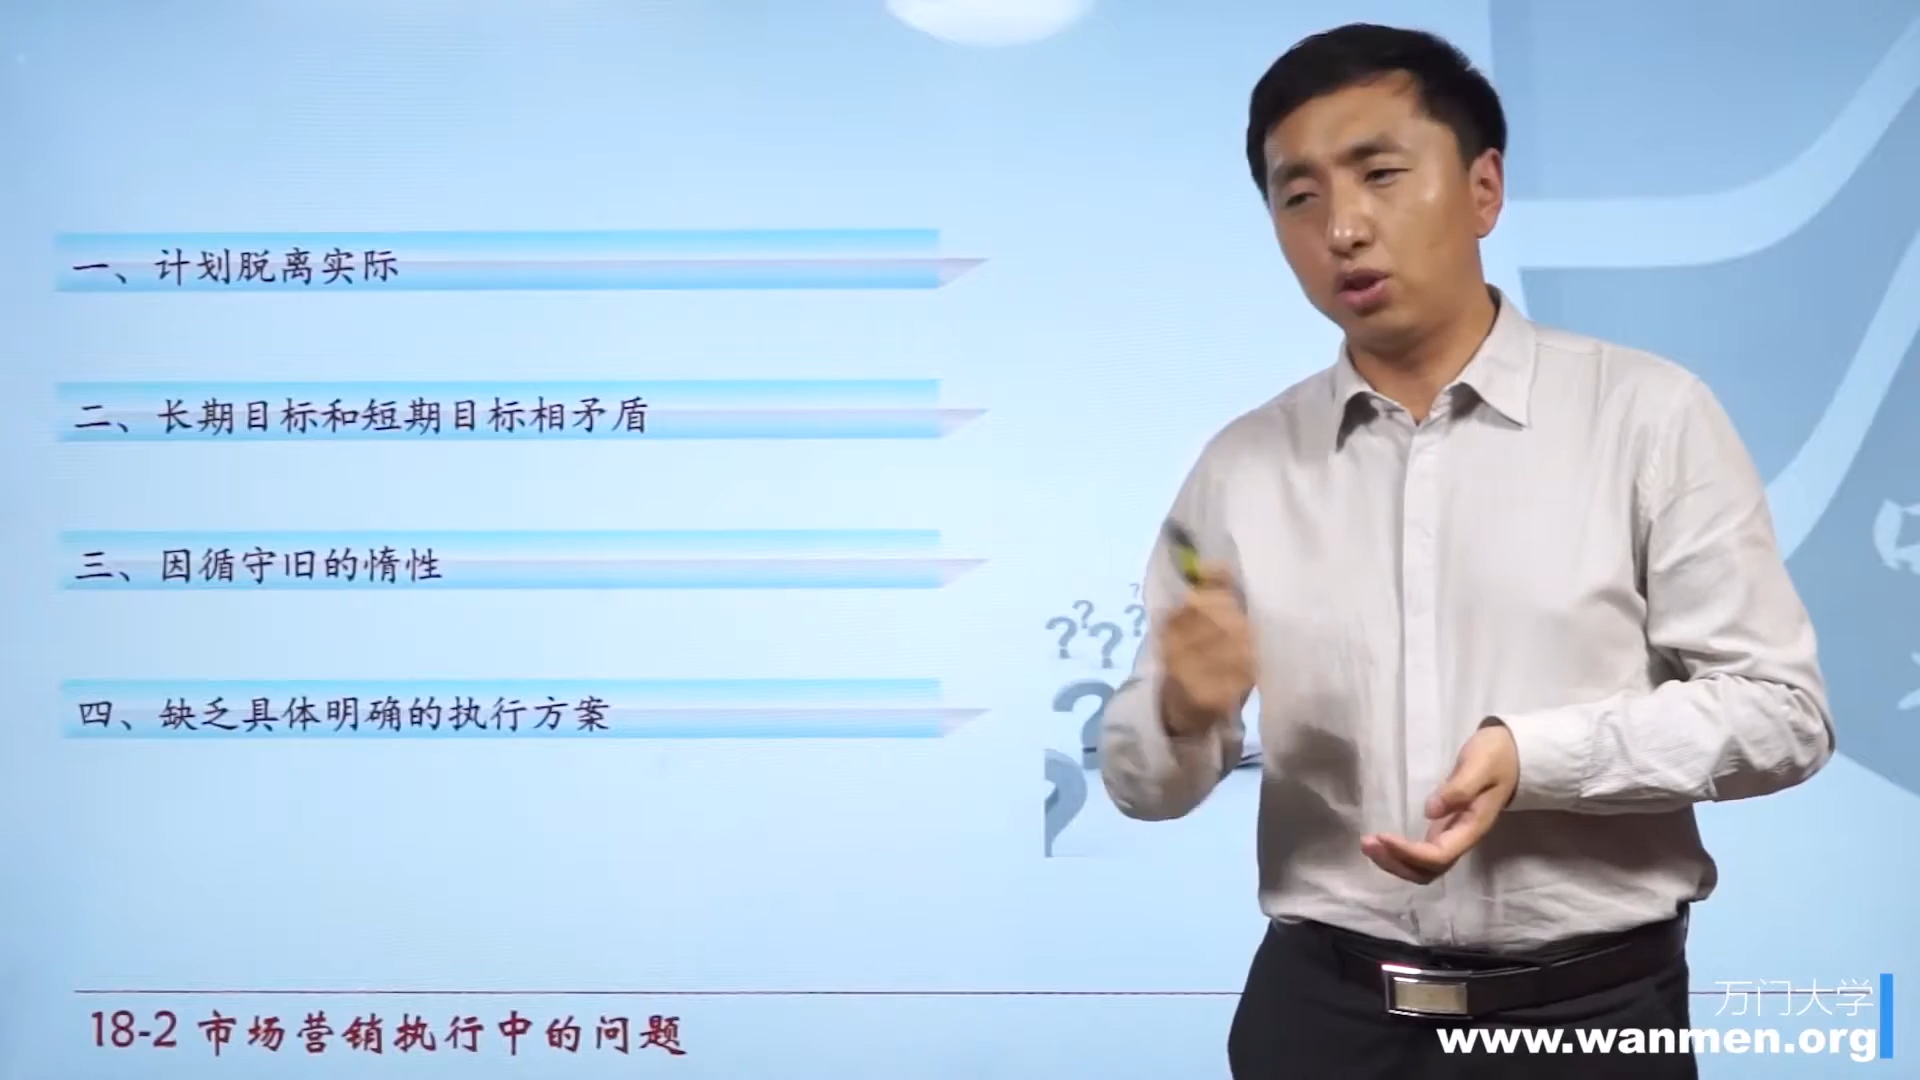 一、计划脱离实际
二、长期目标和短期目标相矛盾
三、因循守旧的惰性
四、缺乏具体明确的执行方案
18-2 市场营销执行中的问题
万门大学
www.wanmen.org